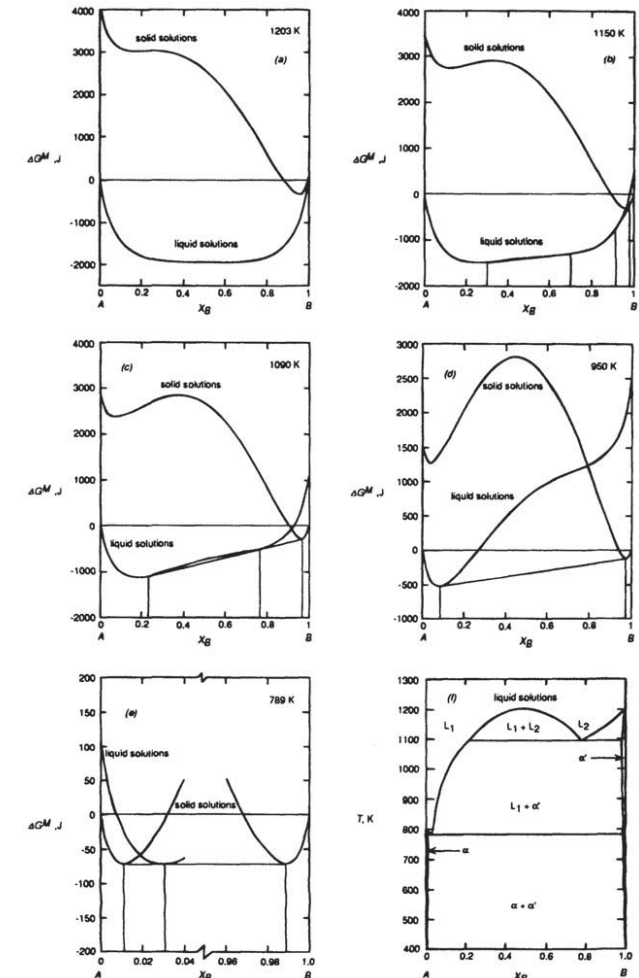 4000
3000
2000
1000
0
-1000
-2000
ΔGᴹ ,J
solid solutions
1203 K
(a)
liquid solutions
0 0.2 0.4 0.6 0.8 1
A X_B B
4000
3000
2000
1000
0
-1000
-2000
ΔGᴹ ,J
solid solutions
1150 K
(b)
liquid solutions
0 0.2 0.4 0.6 0.8 1
A X_B B
4000
3000
2000
1000
0
-1000
-2000
ΔGᴹ ,J
(c)
1090 K
solid solutions
liquid solutions
0 0.2 0.4 0.6 0.8 1
A X_B B
3000
2500
2000
1500
1000
500
0
-500
-1000
ΔGᴹ ,J
(d)
950 K
solid solutions
liquid solutions
0 0.2 0.4 0.6 0.8 1
A X_B B
200
150
100
50
0
-50
-100
-150
-200
ΔGᴹ ,J
(e)
789 K
liquid solutions
solid solutions
0 0.02 0.04 0.96 0.98 1.0
A X_B B
1300
1200
1100
1000
900
800
700
600
500
400
T, K
liquid solutions
(f)
L₁
L₁ + L₂
L₂
α'
L₁ + α'
α
α + α'
0 0.2 0.4 0.6 0.8 1.0
A X_B B